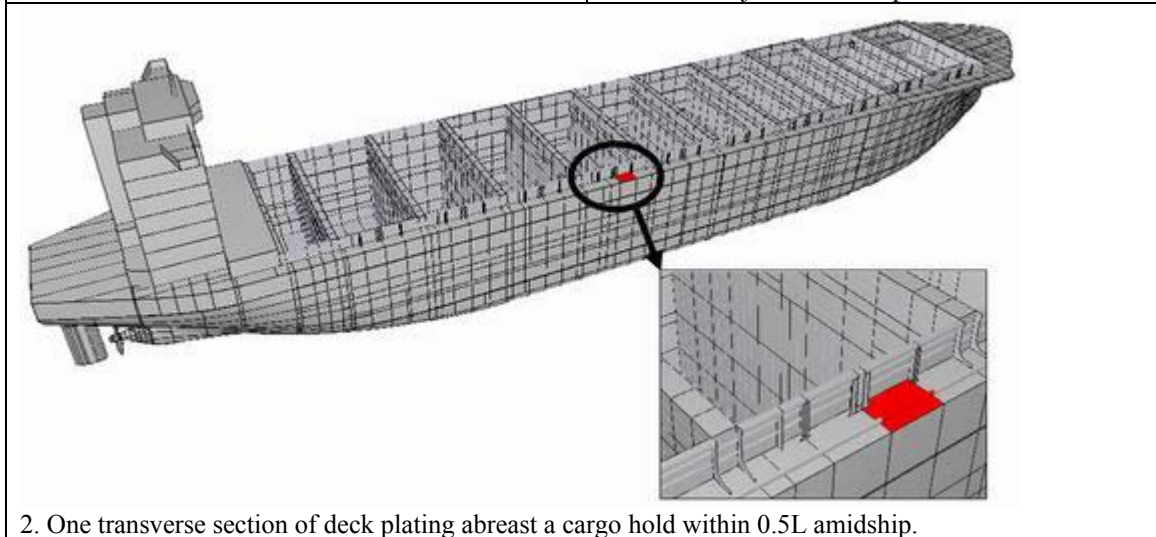 2. One transverse section of deck plating abreast a cargo hold within 0.5L amidship.